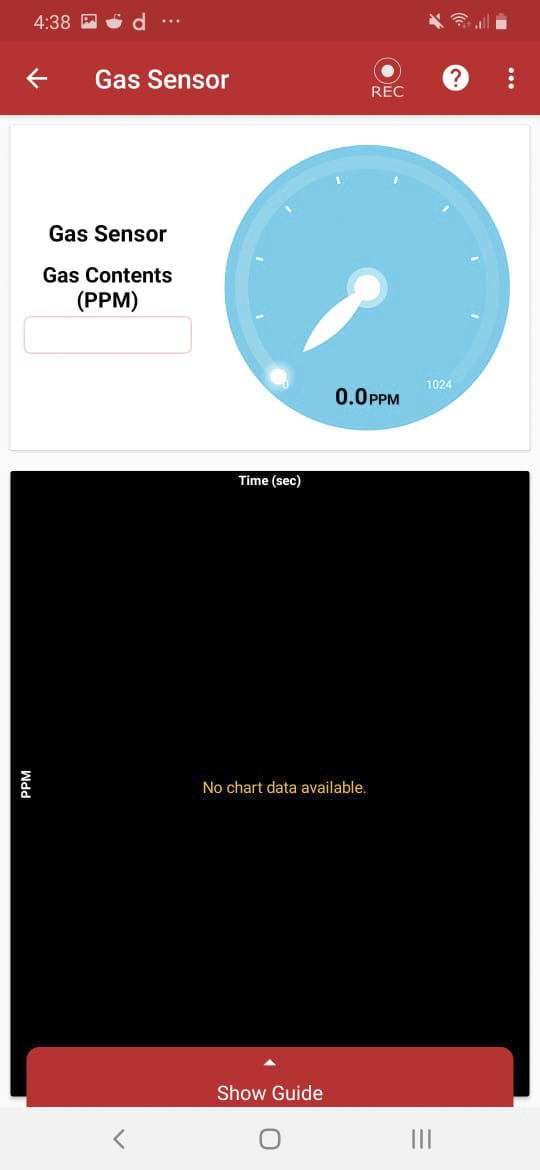 4:38
Gas Sensor
REC
Gas Sensor
Gas Contents
(PPM)
0
1024
0.0PPM
Time (sec)
PPM
No chart data available.
Show Guide